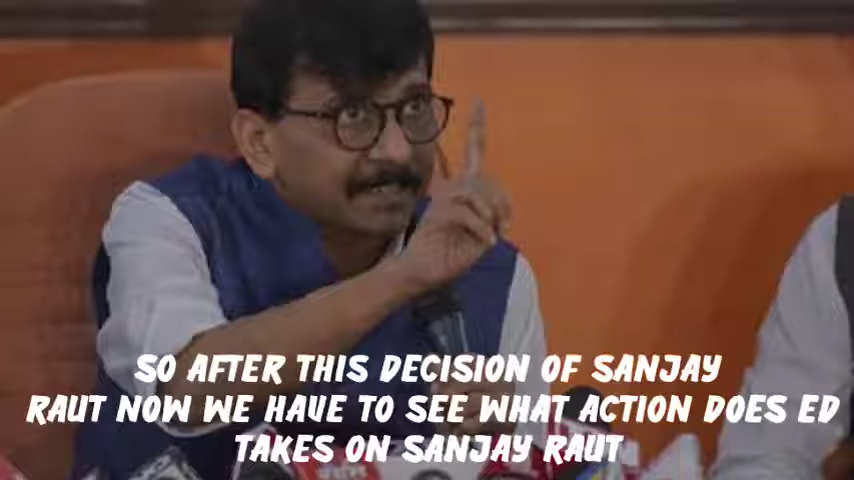 SO AFTER THIS DECISION OF SANJAY
RAUT NOW WE HAVE TO SEE WHAT ACTION DOES ED
TAKES ON SANJAY RAUT